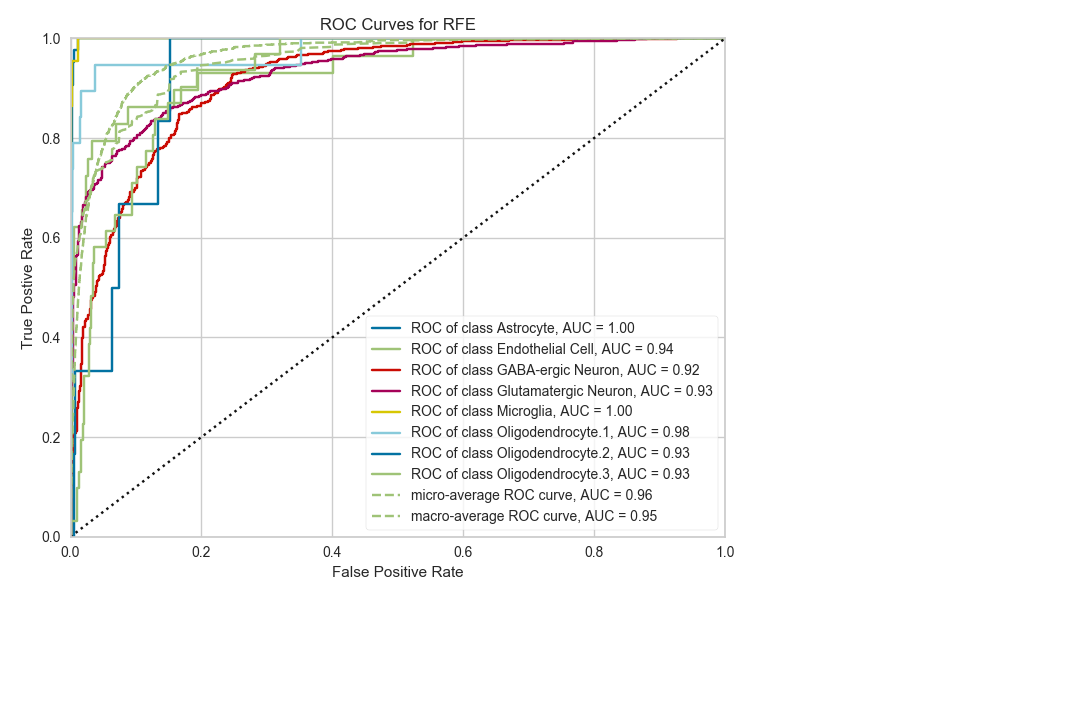 ROC Curves for RFE
1.0
0.8
0.6
0.4
0.2
0.0
True Postive Rate
ROC of class Astrocyte, AUC = 1.00
ROC of class Endothelial Cell, AUC = 0.94
ROC of class GABA-ergic Neuron, AUC = 0.92
ROC of class Glutamatergic Neuron, AUC = 0.93
ROC of class Microglia, AUC = 1.00
ROC of class Oligodendrocyte.1, AUC = 0.98
ROC of class Oligodendrocyte.2, AUC = 0.93
ROC of class Oligodendrocyte.3, AUC = 0.93
micro-average ROC curve, AUC = 0.96
macro-average ROC curve, AUC = 0.95
0.0 0.2 0.4 0.6 0.8 1.0
False Positive Rate